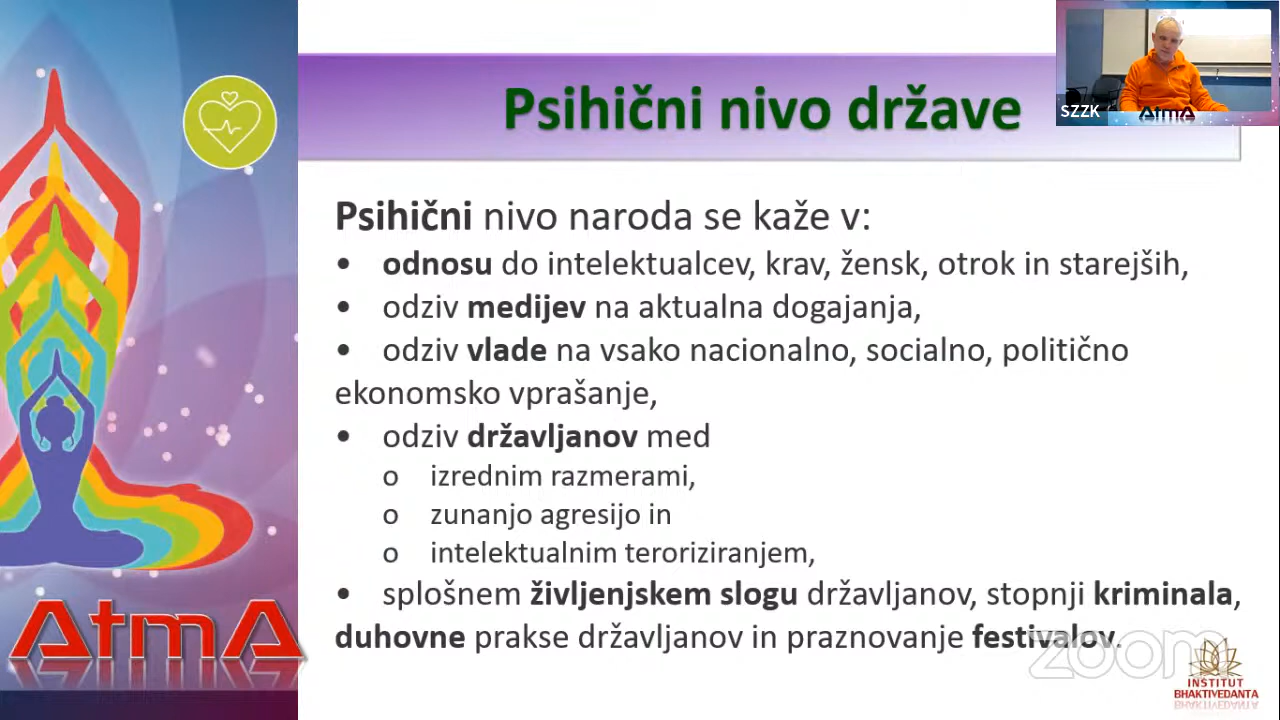 Psihični nivo države
SZZK
AtmA
Psihični nivo naroda se kaže v:
• odnosu do intelektualcev, krav, žensk, otrok in starejših,
• odziv medijev na aktualna dogajanja,
• odziv vlade na vsako nacionalno, socialno, politično
ekonomsko vprašanje,
• odziv državljanov med
o izrednim razmerami,
o zunanjo agresijo in
o intelektualnim teroriziranjem,
• splošnem življenjskem slogu državljanov, stopnji kriminala,
duhovne prakse državljanov in praznovanje festivalov.
AtmA
zoom
INŠTITUT
BHAKTIVEDANTA